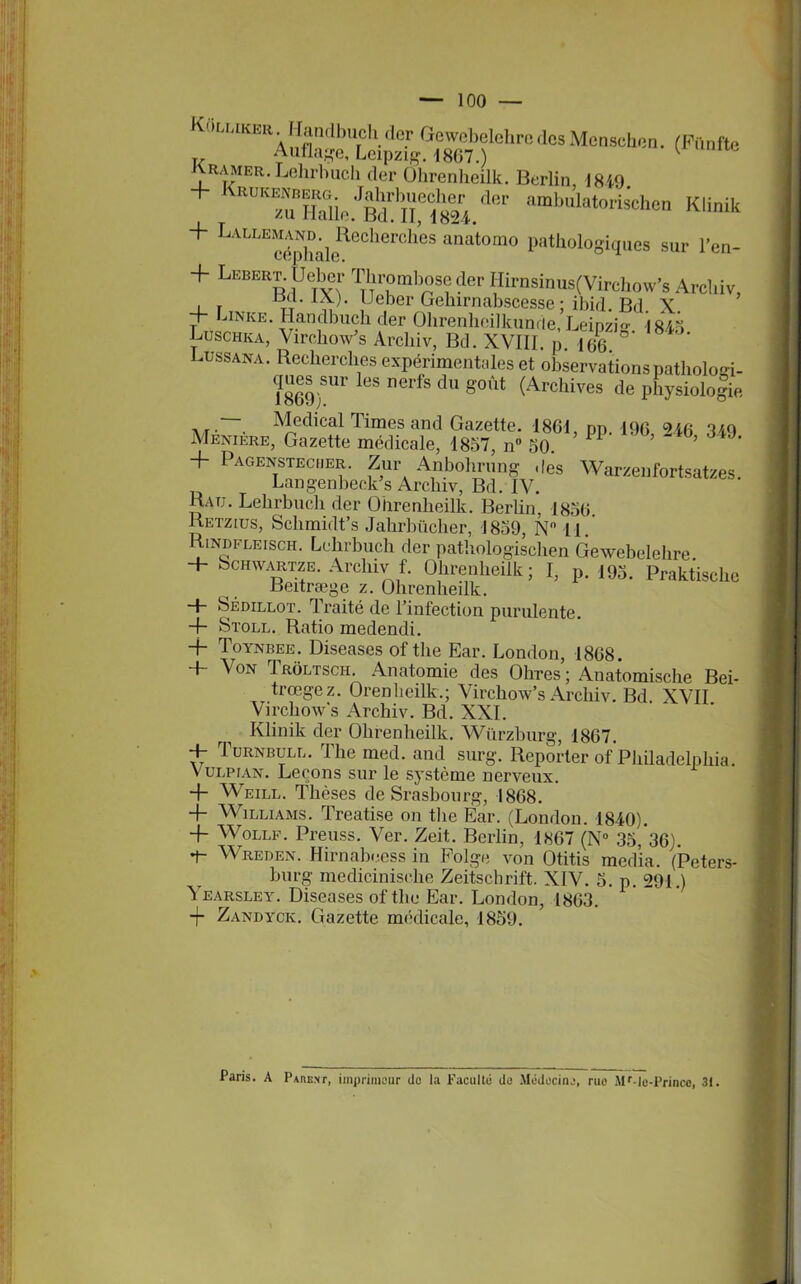 — 100 —
KÖLLIKER. Handbuch der Gewebelehre des Menschen. (Fünfte
Auflage, Leipzig. 1867.)
KRAMER. Lehrbuch der Ohrenheilk. Berlin, 1849.
+ KRUKENBERG. Jahrbuecher der ambulatorischen Klinik
zu Halle. Bd. II, 1824.
+ LALLEMAND. Recherches anatomo pathologiques sur l'en-
céphale.
+ LEBERT. Ueber Thrombose der Hirnsinus(Virchow's Archiv,
Bd. IX). Ueber Gehirnabscesse; ibid. Bd. X.
+ LINKE. Handbuch der Ohrenheilkunde, Leipzig. 1845.
LUSCHKA, Virchow's Archiv, Bd. XVIII. p. 166.
LUSSANA. Recherches expérimentales et observations pathologi-
ques sur les nerfs du goût (Archives de physiologie
1869).
— Medical Times and Gazette. 1861, pp. 196, 246, 349.
MENIÈRE, Gazette médicale, 1857, n° 50.
+ PAGENSTECHER. Zur Anbohrung des Warzenfortsatzes.
Langenbeck's Archiv, Bd. IV.
RAU. Lehrbuch der Ohrenheilk. Berlin, 1856.
RETZIUS, Schmidt's Jahrbücher, 1859, N° 11.
RINDFLEISCH. Lehrbuch der pathologischen Gewebelehre.
+ SCHWARTZE. Archiv f. Ohrenheilk; I, p. 195. Praktische
Beitræge z. Ohrenheilk.
+ SÉDILLOT. Traité de l'infection purulente.
+ STOLL. Ratio medendi.
+ TOYNBEE. Diseases of the Ear. London, 1868.
+ VON TRÖLTSCH. Anatomie des Ohres; Anatomische Bei-
trœge z. Orenheilk.; Virchow's Archiv. Bd. XVII.
Virchow's Archiv. Bd. XXI.
Klinik der Ohrenheilk. Würzburg, 1867.
+ TURNBULL. The med. and surg. Reporter of Philadelphia.
VULPIAN. Leçons sur le système nerveux.
+ WEILL. Thèses de Srasbourg, 1868.
+ WILLIAMS. Treatise on the Ear. (London. 1840).
+ WOLLF. Preuss. Ver. Zeit. Berlin, 1867 (N° 35, 36).
+ WREDEN. Hirnabcess in Folge von Otitis media. (Peters-
burg medicinische Zeitschrift. XIV. 5. p. 291.)
YEARSLEY. Diseases of the Ear. London, 1863.
+ ZANDYCK. Gazette médicale, 1859.
Paris. A PARENT, imprimeur de la Faculté de Médecine, rue Mr-le-Prince, 31.